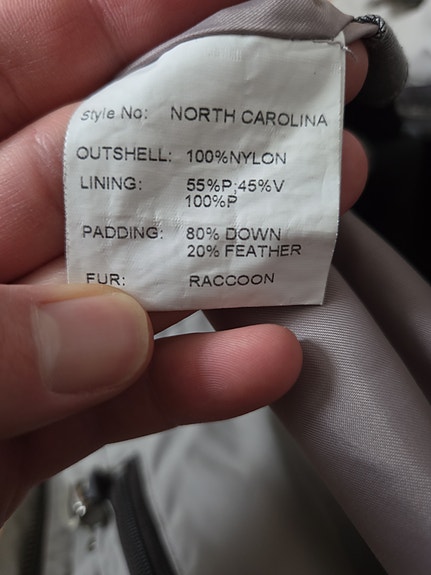 Style No: NORTH CAROLINA
OUTSHELL: 100%NYLON
LINING: 55%P;45%V
100%P
PADDING: 80% DOWN
20% FEATHER
FUR: RACCOON